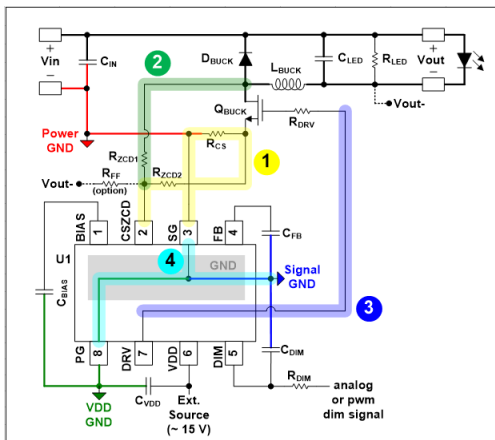 +
Vin
-
CIN
DBUCK
LBUCK
CLED
RLED
+
Vout
-
2
QBUCK
RDRV
Vout-
Power
GND
RCS
1
RZCD1
RFF
(option)
Vout-
RZCD2
BIAS
CSZCD
SG
FB
1
2
3
4
CFB
U1
4
GND
Signal
GND
CBIAS
3
CDIM
PG
DRV
VDD
DIM
8
7
6
5
RDIM
analog
or pwm
dim signal
CVDD
VDD
GND
Ext.
Source
(~ 15 V)